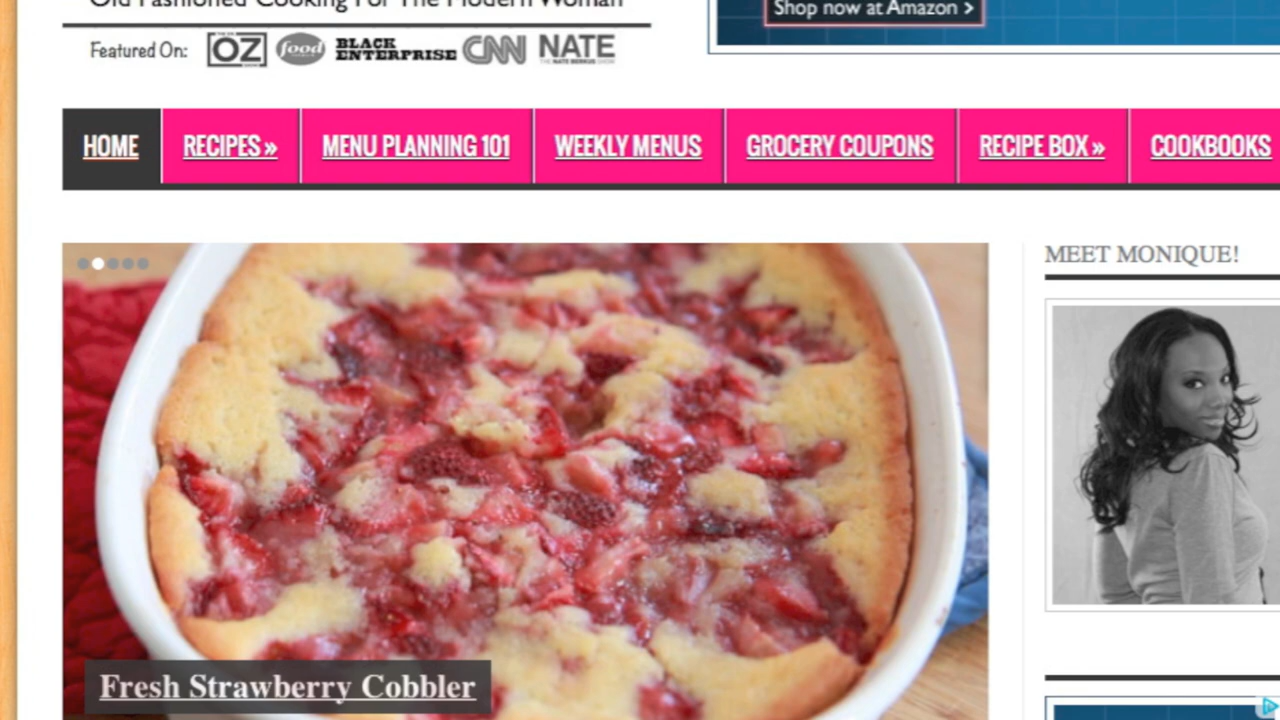 Old Fashioned Cooking For The Modern Woman
Shop now at Amazon >
Featured On: OZ food BLACK ENTERPRISE CNN NATE
HOME RECIPES » MENU PLANNING 101 WEEKLY MENUS GROCERY COUPONS RECIPE BOX » COOKBOOKS
MEET MONIQUE!
Fresh Strawberry Cobbler